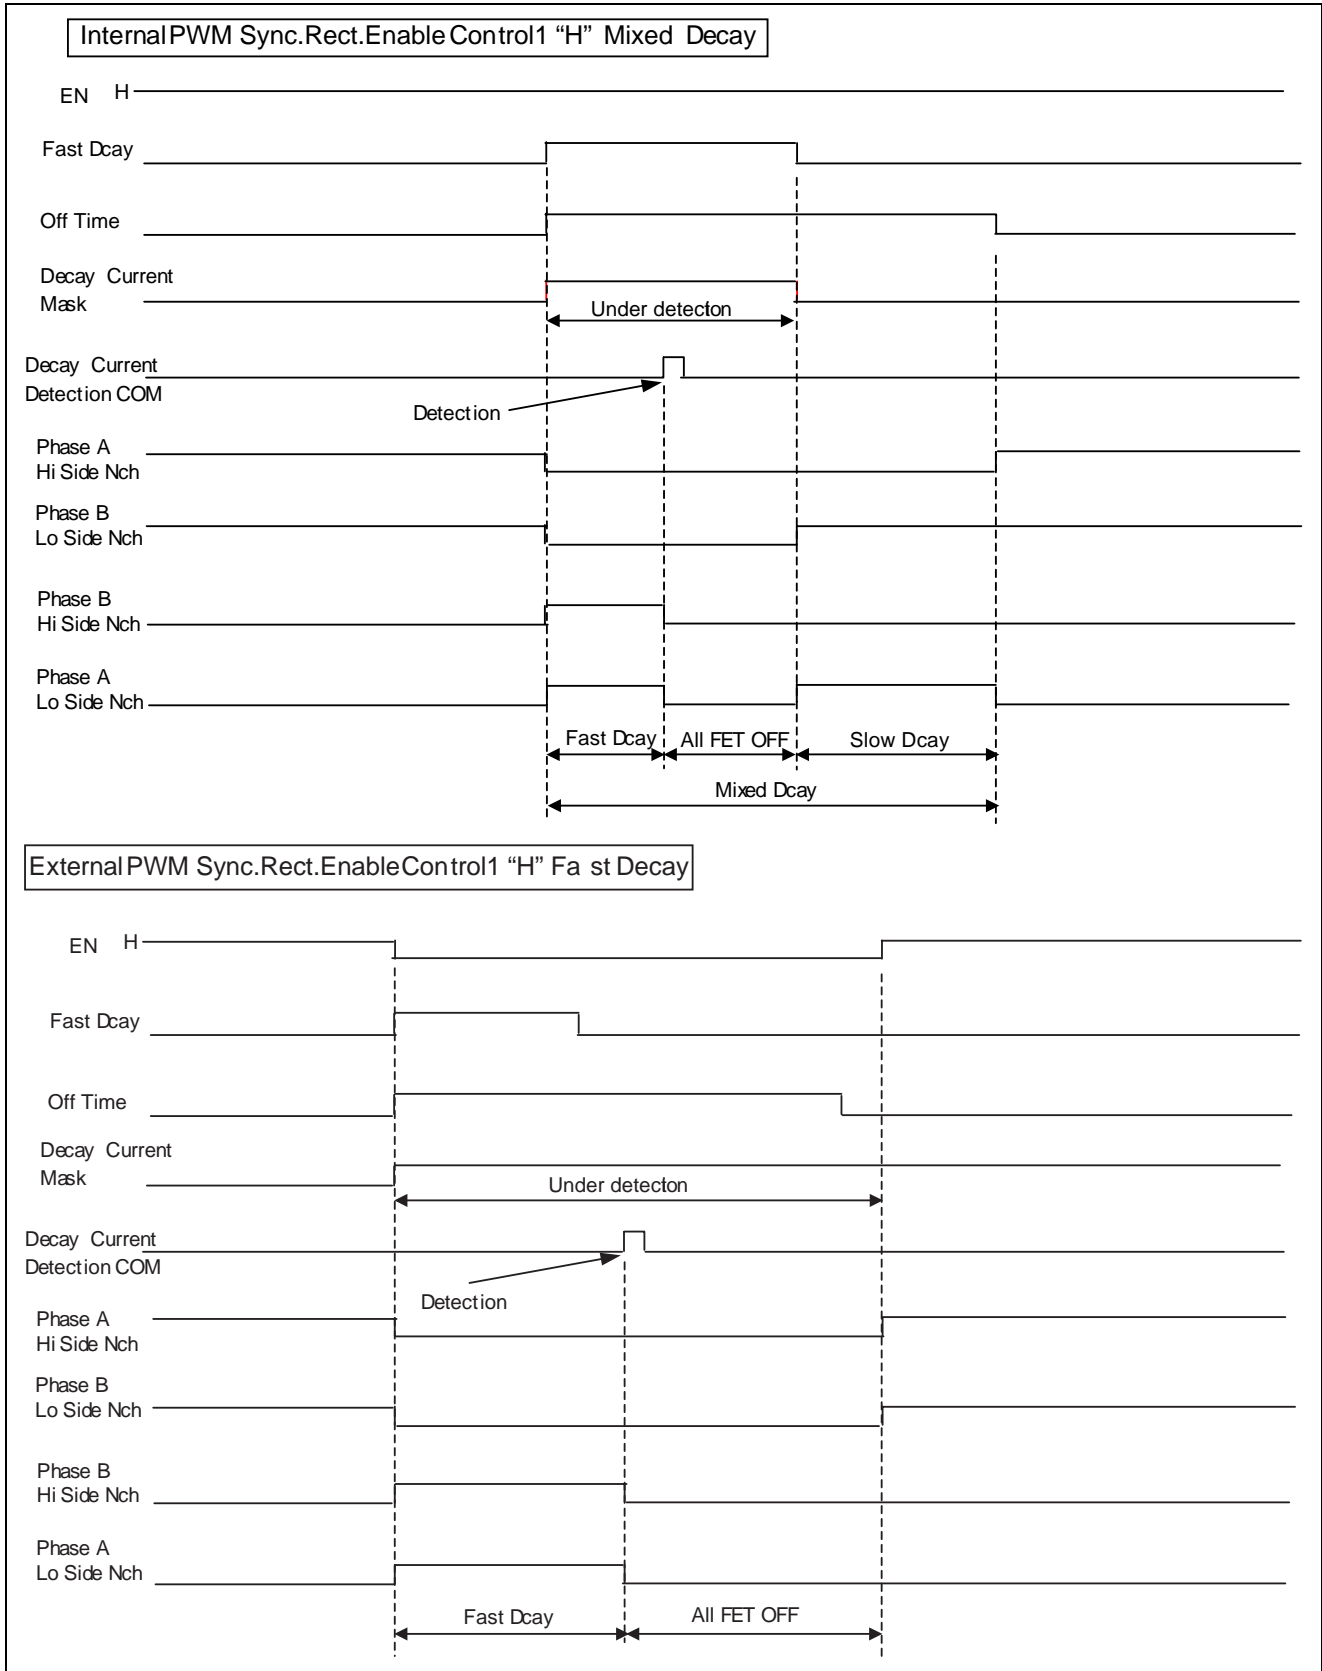 Internal PWM Sync.Rect.Enable Control1 “H” Mixed Decay
EN H
Fast Dcay
Off Time
Decay Current
Mask
Under detecton
Decay Current
Detection COM
Detection
Phase A
Hi Side Nch
Phase B
Lo Side Nch
Phase B
Hi Side Nch
Phase A
Lo Side Nch
Fast Dcay All FET OFF Slow Dcay
Mixed Dcay
External PWM Sync.Rect.Enable Control1 “H” Fa st Decay
EN H
Fast Dcay
Off Time
Decay Current
Mask
Under detecton
Decay Current
Detection COM
Detection
Phase A
Hi Side Nch
Phase B
Lo Side Nch
Phase B
Hi Side Nch
Phase A
Lo Side Nch
Fast Dcay All FET OFF